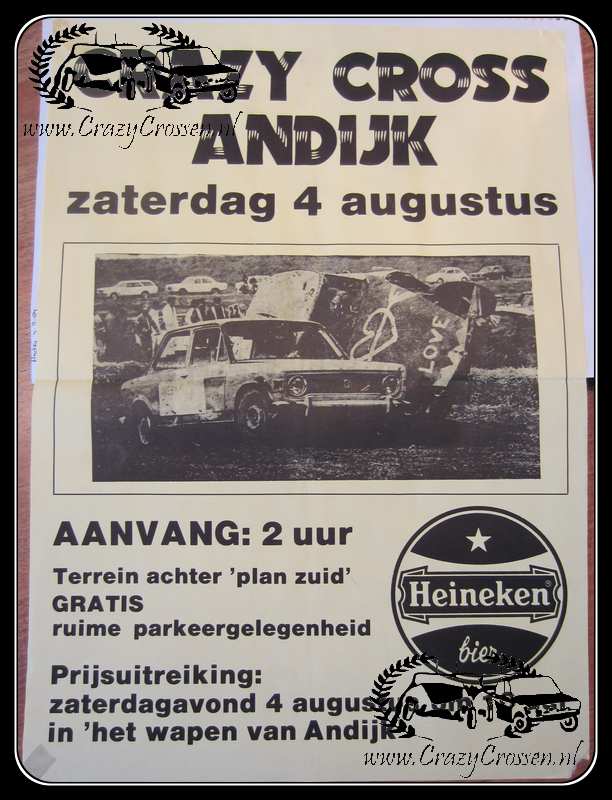 CRAZY CROSS
www.CrazyCrossen.nl
ANDIJK
zaterdag 4 augustus
LOVE
AANVANG: 2 uur
Terrein achter 'plan zuid'
GRATIS
ruime parkeergelegenheid
Heineken
bier
Prijsuitreiking:
zaterdagavond 4 augustus
in 'het wapen van Andijk
www.CrazyCrossen.nl